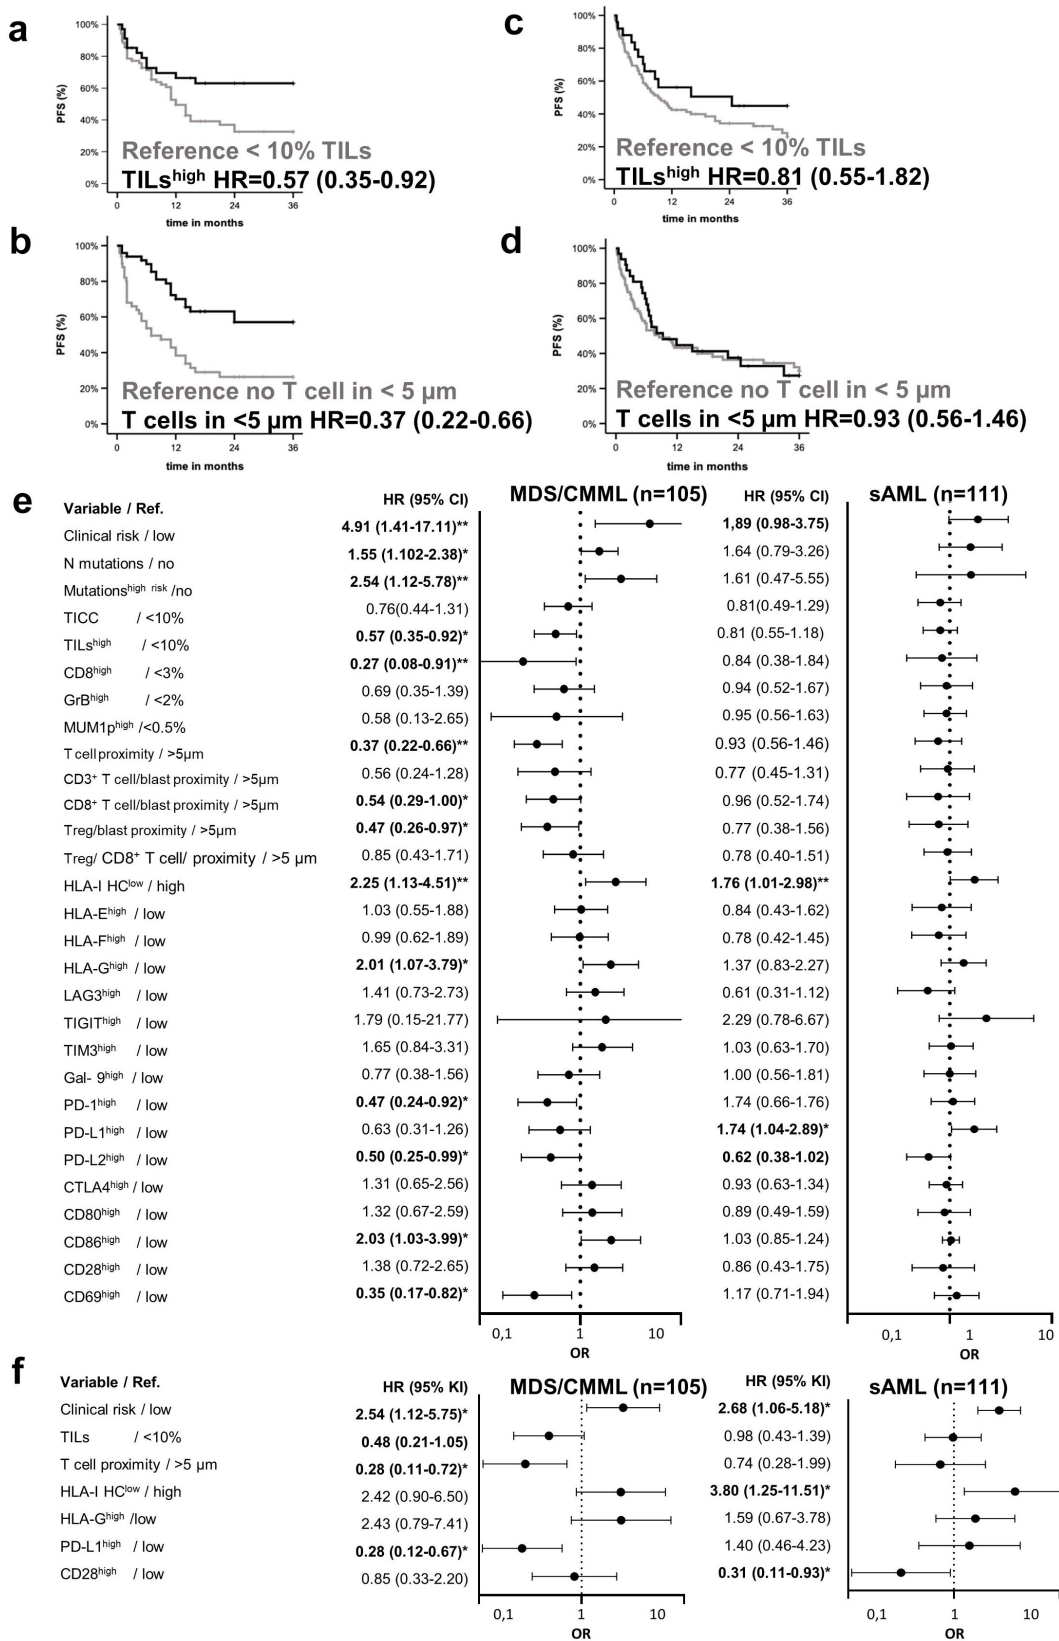 a
100%
80%
60%
40%
20%
0%
PFS (%)
Reference < 10% TILs
TILshigh HR=0.57 (0.35-0.92)
0 12 24 36
time in months
c
100%
80%
60%
40%
20%
0%
PFS (%)
Reference < 10% TILs
TILshigh HR=0.81 (0.55-1.82)
0 12 24 36
time in months
b
100%
80%
60%
40%
20%
0%
PFS (%)
Reference no T cell in < 5 µm
T cells in <5 µm HR=0.37 (0.22-0.66)
0 12 24 36
time in months
d
100%
80%
60%
40%
20%
0%
PFS (%)
Reference no T cell in < 5 µm
T cells in <5 µm HR=0.93 (0.56-1.46)
0 12 24 36
time in months
e
Variable / Ref. HR (95% CI) MDS/CMML (n=105) HR (95% CI) sAML (n=111)
Clinical risk / low 4.91 (1.41-17.11)** 1,89 (0.98-3.75)
N mutations / no 1.55 (1.102-2.38)* 1.64 (0.79-3.26)
Mutationshigh risk /no 2.54 (1.12-5.78)** 1.61 (0.47-5.55)
TICC / <10% 0.76(0.44-1.31) 0.81(0.49-1.29)
TILshigh / <10% 0.57 (0.35-0.92)* 0.81 (0.55-1.18)
CD8high / <3% 0.27 (0.08-0.91)** 0.84 (0.38-1.84)
GrBhigh / <2% 0.69 (0.35-1.39) 0.94 (0.52-1.67)
MUM1phigh /<0.5% 0.58 (0.13-2.65) 0.95 (0.56-1.63)
T cell proximity / >5µm 0.37 (0.22-0.66)** 0.93 (0.56-1.46)
CD3+ T cell/blast proximity / >5µm 0.56 (0.24-1.28) 0.77 (0.45-1.31)
CD8+ T cell/blast proximity / >5µm 0.54 (0.29-1.00)* 0.96 (0.52-1.74)
Treg/blast proximity / >5µm 0.47 (0.26-0.97)* 0.77 (0.38-1.56)
Treg/ CD8+ T cell/ proximity / >5 µm 0.85 (0.43-1.71) 0.78 (0.40-1.51)
HLA-I HClow / high 2.25 (1.13-4.51)** 1.76 (1.01-2.98)**
HLA-Ehigh / low 1.03 (0.55-1.88) 0.84 (0.43-1.62)
HLA-Fhigh / low 0.99 (0.62-1.89) 0.78 (0.42-1.45)
HLA-Ghigh / low 2.01 (1.07-3.79)* 1.37 (0.83-2.27)
LAG3high / low 1.41 (0.73-2.73) 0.61 (0.31-1.12)
TIGIThigh / low 1.79 (0.15-21.77) 2.29 (0.78-6.67)
TIM3high / low 1.65 (0.84-3.31) 1.03 (0.63-1.70)
Gal- 9high / low 0.77 (0.38-1.56) 1.00 (0.56-1.81)
PD-1high / low 0.47 (0.24-0.92)* 1.74 (0.66-1.76)
PD-L1high / low 0.63 (0.31-1.26) 1.74 (1.04-2.89)*
PD-L2high / low 0.50 (0.25-0.99)* 0.62 (0.38-1.02)
CTLA4high / low 1.31 (0.65-2.56) 0.93 (0.63-1.34)
CD80high / low 1.32 (0.67-2.59) 0.89 (0.49-1.59)
CD86high / low 2.03 (1.03-3.99)* 1.03 (0.85-1.24)
CD28high / low 1.38 (0.72-2.65) 0.86 (0.43-1.75)
CD69high / low 0.35 (0.17-0.82)* 1.17 (0.71-1.94)
0,1 1 10 0,1 1 10
OR OR
f
Variable / Ref. HR (95% KI) MDS/CMML (n=105) HR (95% KI) sAML (n=111)
Clinical risk / low 2.54 (1.12-5.75)* 2.68 (1.06-5.18)*
TILs / <10% 0.48 (0.21-1.05) 0.98 (0.43-1.39)
T cell proximity / >5 µm 0.28 (0.11-0.72)* 0.74 (0.28-1.99)
HLA-I HClow / high 2.42 (0.90-6.50) 3.80 (1.25-11.51)*
HLA-Ghigh /low 2.43 (0.79-7.41) 1.59 (0.67-3.78)
PD-L1high / low 0.28 (0.12-0.67)* 1.40 (0.46-4.23)
CD28high / low 0.85 (0.33-2.20) 0.31 (0.11-0.93)*
0,1 1 10 0,1 1 10
OR OR